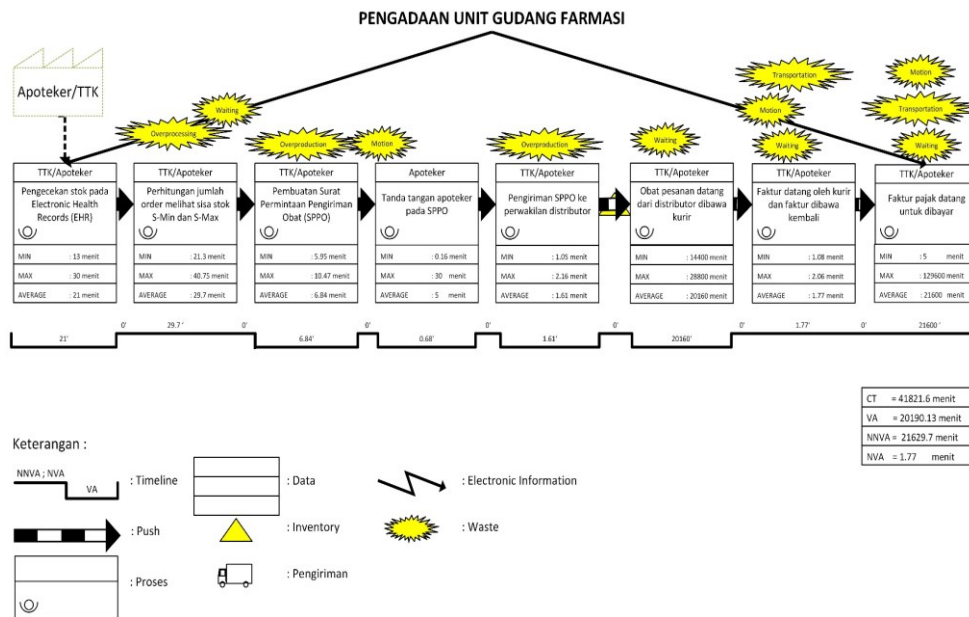 PENGADAAN UNIT GUDANG FARMASI
Apoteker/TTK
Overprocessing
Waiting
Overproduction
Motion
Overproduction
Waiting
Transportation
Motion
Waiting
Motion
Transportation
Waiting
TTK/Apoteker
Pengecekan stok pada
Electronic Health
Records (EHR)
MIN : 13 menit
MAX : 30 menit
AVERAGE : 21 menit
TTK/Apoteker
Perhitungan jumlah
order melihat sisa stok
S-Min dan S-Max
MIN : 21.3 menit
MAX : 40.75 menit
AVERAGE : 29.7 menit
TTK/Apoteker
Pembuatan Surat
Permintaan Pengiriman
Obat (SPPO)
MIN : 5.95 menit
MAX : 10.47 menit
AVERAGE : 6.84 menit
Apoteker
Tanda tangan apoteker
pada SPPO
MIN : 0.16 menit
MAX : 30 menit
AVERAGE : 5 menit
TTK/Apoteker
Pengiriman SPPO ke
perwakilan distributor
MIN : 1.05 menit
MAX : 2.16 menit
AVERAGE : 1.61 menit
TTK/Apoteker
Obat pesanan datang
dari distributor dibawa
kurir
MIN : 14400 menit
MAX : 28800 menit
AVERAGE : 20160 menit
TTK/Apoteker
Faktur datang oleh kurir
dan faktur dibawa
kembali
MIN : 1.08 menit
MAX : 2.06 menit
AVERAGE : 1.77 menit
TTK/Apoteker
Faktur pajak datang
untuk dibayar
MIN : 5 menit
MAX : 129600 menit
AVERAGE : 21600 menit
21'
0'
29.7'
0'
6.84'
0'
0.68'
0'
1.61'
0'
20160'
0'
1.77'
0'
21600'
CT = 41821.6 menit
VA = 20190.13 menit
NNVA = 21629.7 menit
NVA = 1.77 menit
Keterangan :
NNVA ; NVA
VA
: Timeline
: Data
: Electronic Information
: Push
: Inventory
: Waste
: Proses
: Pengiriman